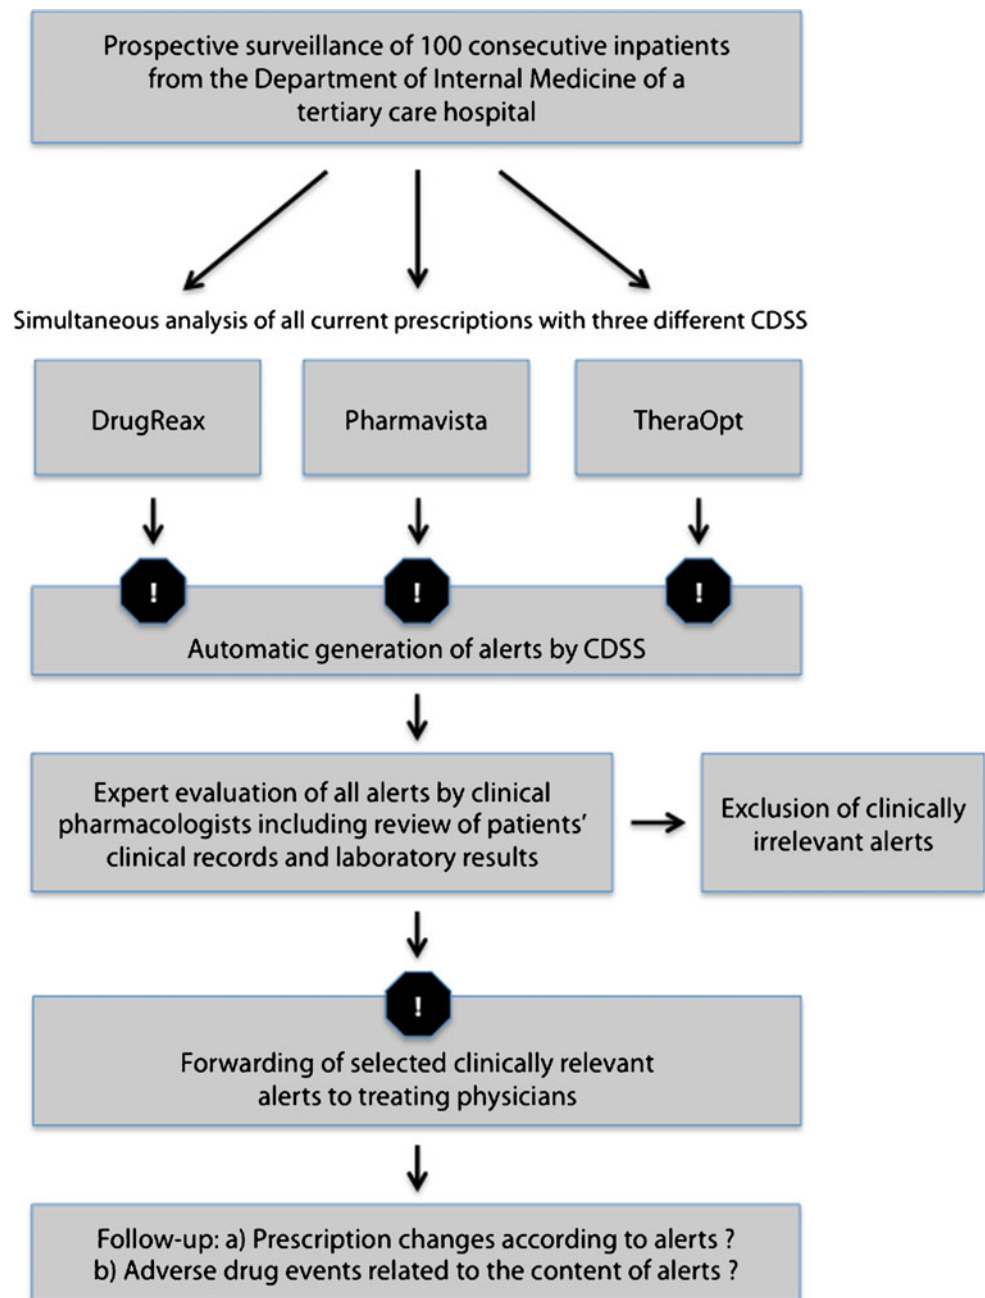 Prospective surveillance of 100 consecutive inpatients
from the Department of Internal Medicine of a
tertiary care hospital
Simultaneous analysis of all current prescriptions with three different CDSS
DrugReax
Pharmavista
TheraOpt
!
!
!
Automatic generation of alerts by CDSS
Expert evaluation of all alerts by clinical
pharmacologists including review of patients’
clinical records and laboratory results
Exclusion of clinically
irrelevant alerts
!
Forwarding of selected clinically relevant
alerts to treating physicians
Follow-up: a) Prescription changes according to alerts ?
b) Adverse drug events related to the content of alerts ?